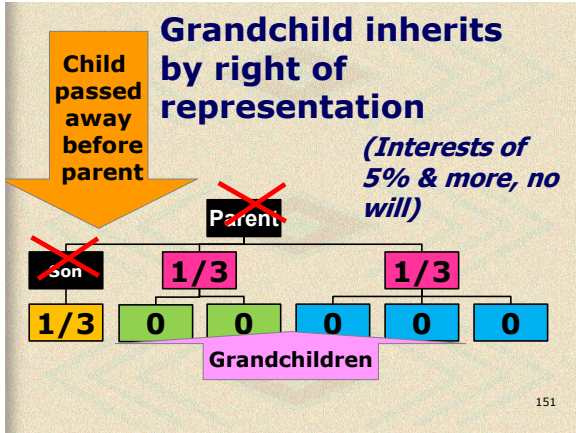 Grandchild inherits
by right of
representation
Child
passed
away
before
parent
(Interests of
5% & more, no
will)
Parent
Son
1/3
1/3
1/3
0
0
0
0
0
Grandchildren
151